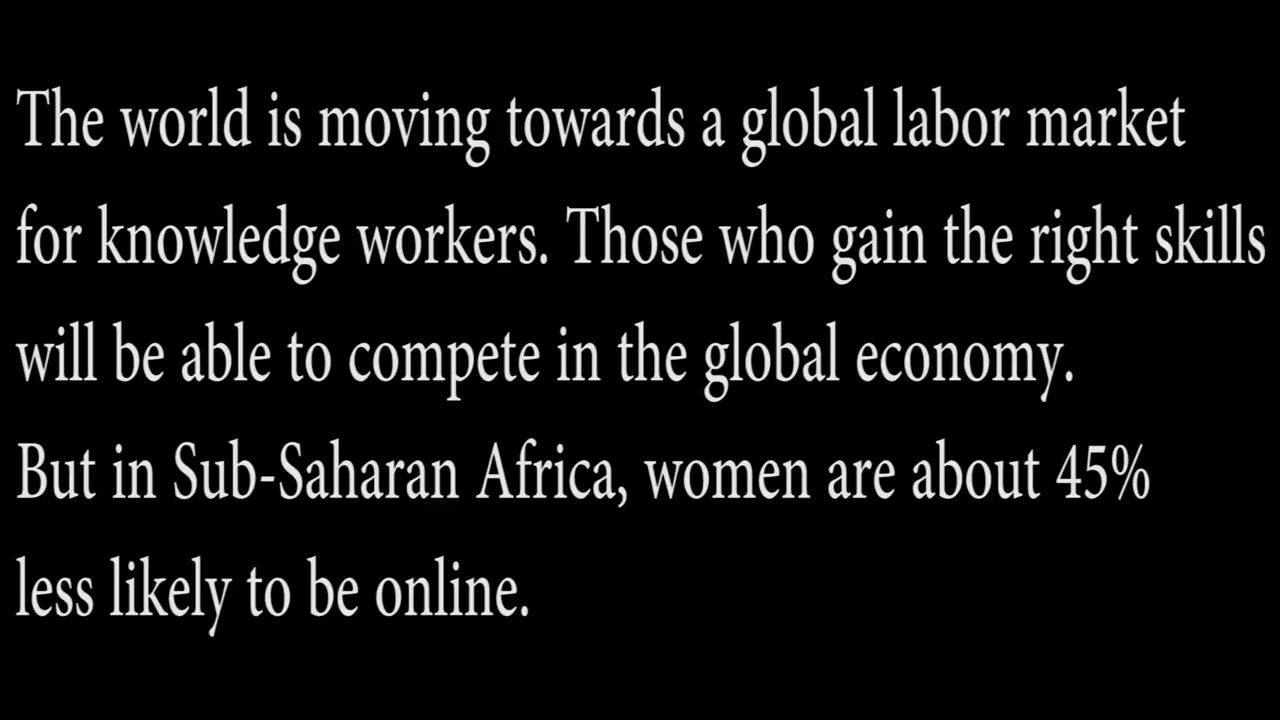 The world is moving towards a global labor market
for knowledge workers. Those who gain the right skills
will be able to compete in the global economy.
But in Sub-Saharan Africa, women are about 45%
less likely to be online.